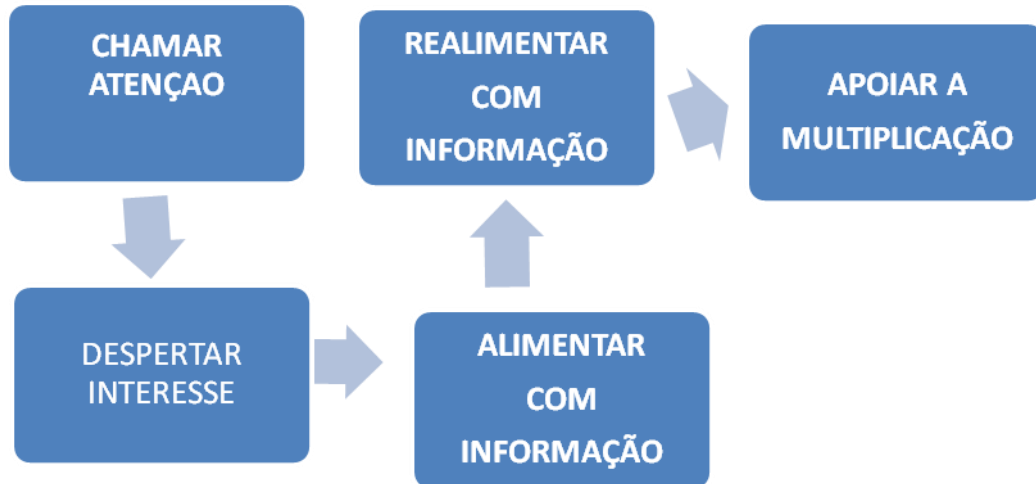 CHAMAR
ATENÇAO
DESPERTAR
INTERESSE
ALIMENTAR
COM
INFORMAÇÃO
REALIMENTAR
COM
INFORMAÇÃO
APOIAR A
MULTIPLICAÇÃO